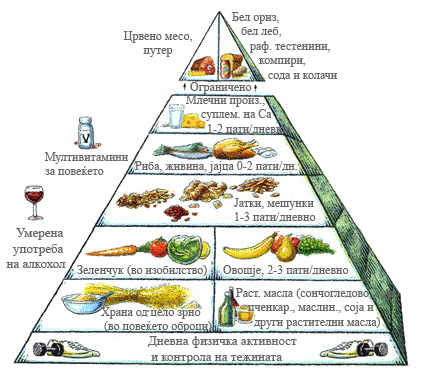 Црвено месо,
путер
Бел ориз,
бел леб,
раф. тестенини,
компири,
сода и колачи
Ограничено
Млечни произ.,
суплем. на Ca
1-2 пати/дневн
Риба, живина, јајца 0-2 пати/дн.
Мултивитамини
за повеќето
V
Јатки, мешунки
1-3 пати/дневно
Умерена
употреба
на алкохол
Зеленчук (во изобилство)
Овошје, 2-3 пати/дневно
Храна од цело зрно
(во повеќето оброци)
Раст. масла (сончогледово,
пченкар., маслин., соја и
други растителни масла)
Дневна физичка активност
и контрола на тежината